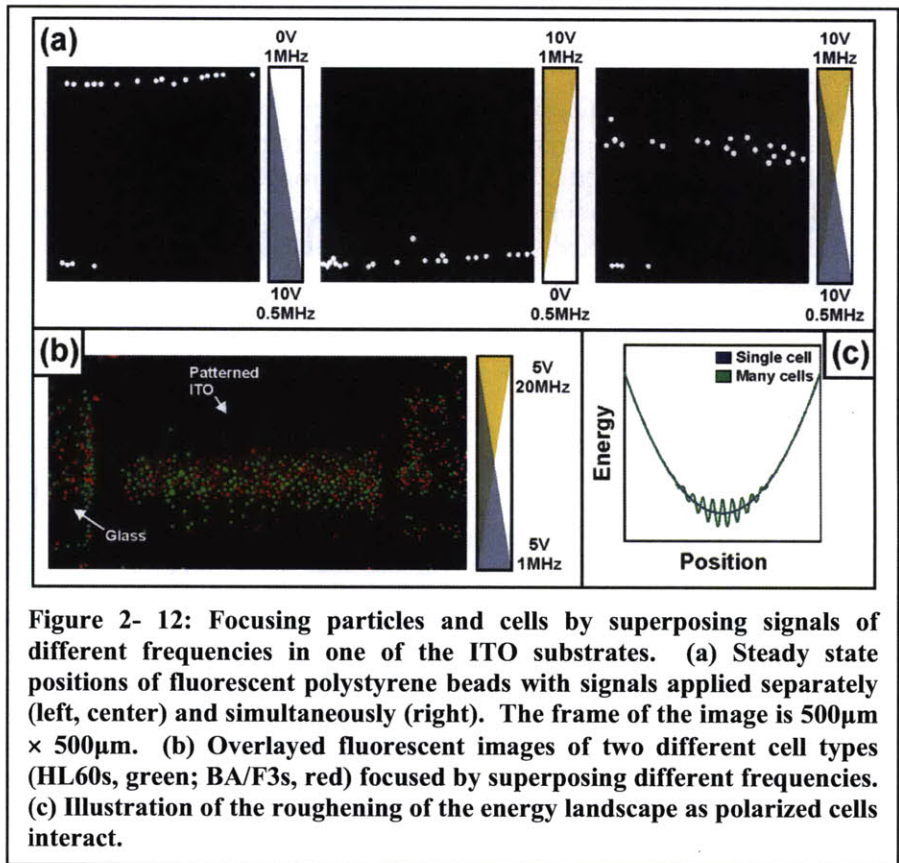 (a)
0V
1MHz
10V
1MHz
10V
1MHz
10V
0.5MHz
0V
0.5MHz
10V
0.5MHz
(b)
Patterned
ITO
Glass
5V
20MHz
5V
1MHz
(c)
Single cell
Many cells
Energy
Position
Figure 2- 12: Focusing particles and cells by superposing signals of
different frequencies in one of the ITO substrates. (a) Steady state
positions of fluorescent polystyrene beads with signals applied separately
(left, center) and simultaneously (right). The frame of the image is 500µm
× 500µm. (b) Overlayed fluorescent images of two different cell types
(HL60s, green; BA/F3s, red) focused by superposing different frequencies.
(c) Illustration of the roughening of the energy landscape as polarized cells
interact.